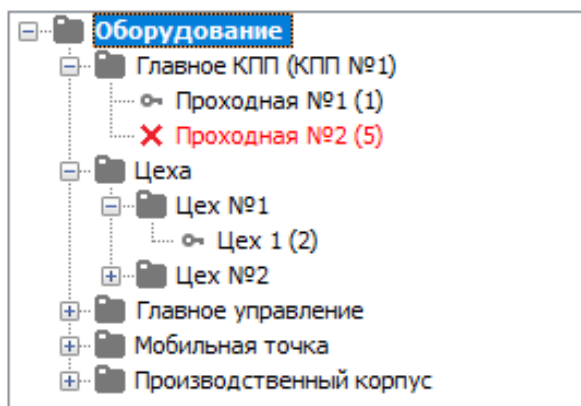 Оборудование
Главное КПП (КПП №1)
Проходная №1 (1)
Проходная №2 (5)
Цеха
Цех №1
Цех 1 (2)
Цех №2
Главное управление
Мобильная точка
Производственный корпус